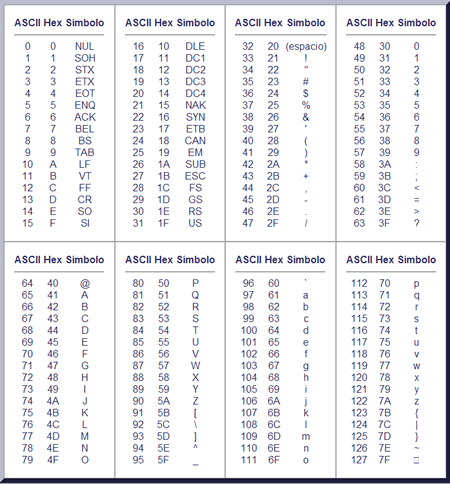 ASCII Hex Simbolo
0 0 NUL
1 1 SOH
2 2 STX
3 3 ETX
4 4 EOT
5 5 ENQ
6 6 ACK
7 7 BEL
8 8 BS
9 9 TAB
10 A LF
11 B VT
12 C FF
13 D CR
14 E SO
15 F SI
ASCII Hex Simbolo
16 10 DLE
17 11 DC1
18 12 DC2
19 13 DC3
20 14 DC4
21 15 NAK
22 16 SYN
23 17 ETB
24 18 CAN
25 19 EM
26 1A SUB
27 1B ESC
28 1C FS
29 1D GS
30 1E RS
31 1F US
ASCII Hex Simbolo
32 20 (espacio)
33 21 !
34 22 "
35 23 #
36 24 $
37 25 %
38 26 &
39 27 '
40 28 (
41 29 )
42 2A *
43 2B +
44 2C ,
45 2D -
46 2E .
47 2F /
ASCII Hex Simbolo
48 30 0
49 31 1
50 32 2
51 33 3
52 34 4
53 35 5
54 36 6
55 37 7
56 38 8
57 39 9
58 3A :
59 3B ;
60 3C <
61 3D =
62 3E >
63 3F ?
ASCII Hex Simbolo
64 40 @
65 41 A
66 42 B
67 43 C
68 44 D
69 45 E
70 46 F
71 47 G
72 48 H
73 49 I
74 4A J
75 4B K
76 4C L
77 4D M
78 4E N
79 4F O
ASCII Hex Simbolo
80 50 P
81 51 Q
82 52 R
83 53 S
84 54 T
85 55 U
86 56 V
87 57 W
88 58 X
89 59 Y
90 5A Z
91 5B [
92 5C \
93 5D ]
94 5E ^
95 5F _
ASCII Hex Simbolo
96 60 `
97 61 a
98 62 b
99 63 c
100 64 d
101 65 e
102 66 f
103 67 g
104 68 h
105 69 i
106 6A j
107 6B k
108 6C l
109 6D m
110 6E n
111 6F o
ASCII Hex Simbolo
112 70 p
113 71 q
114 72 r
115 73 s
116 74 t
117 75 u
118 76 v
119 77 w
120 78 x
121 79 y
122 7A z
123 7B {
124 7C |
125 7D }
126 7E ~
127 7F □